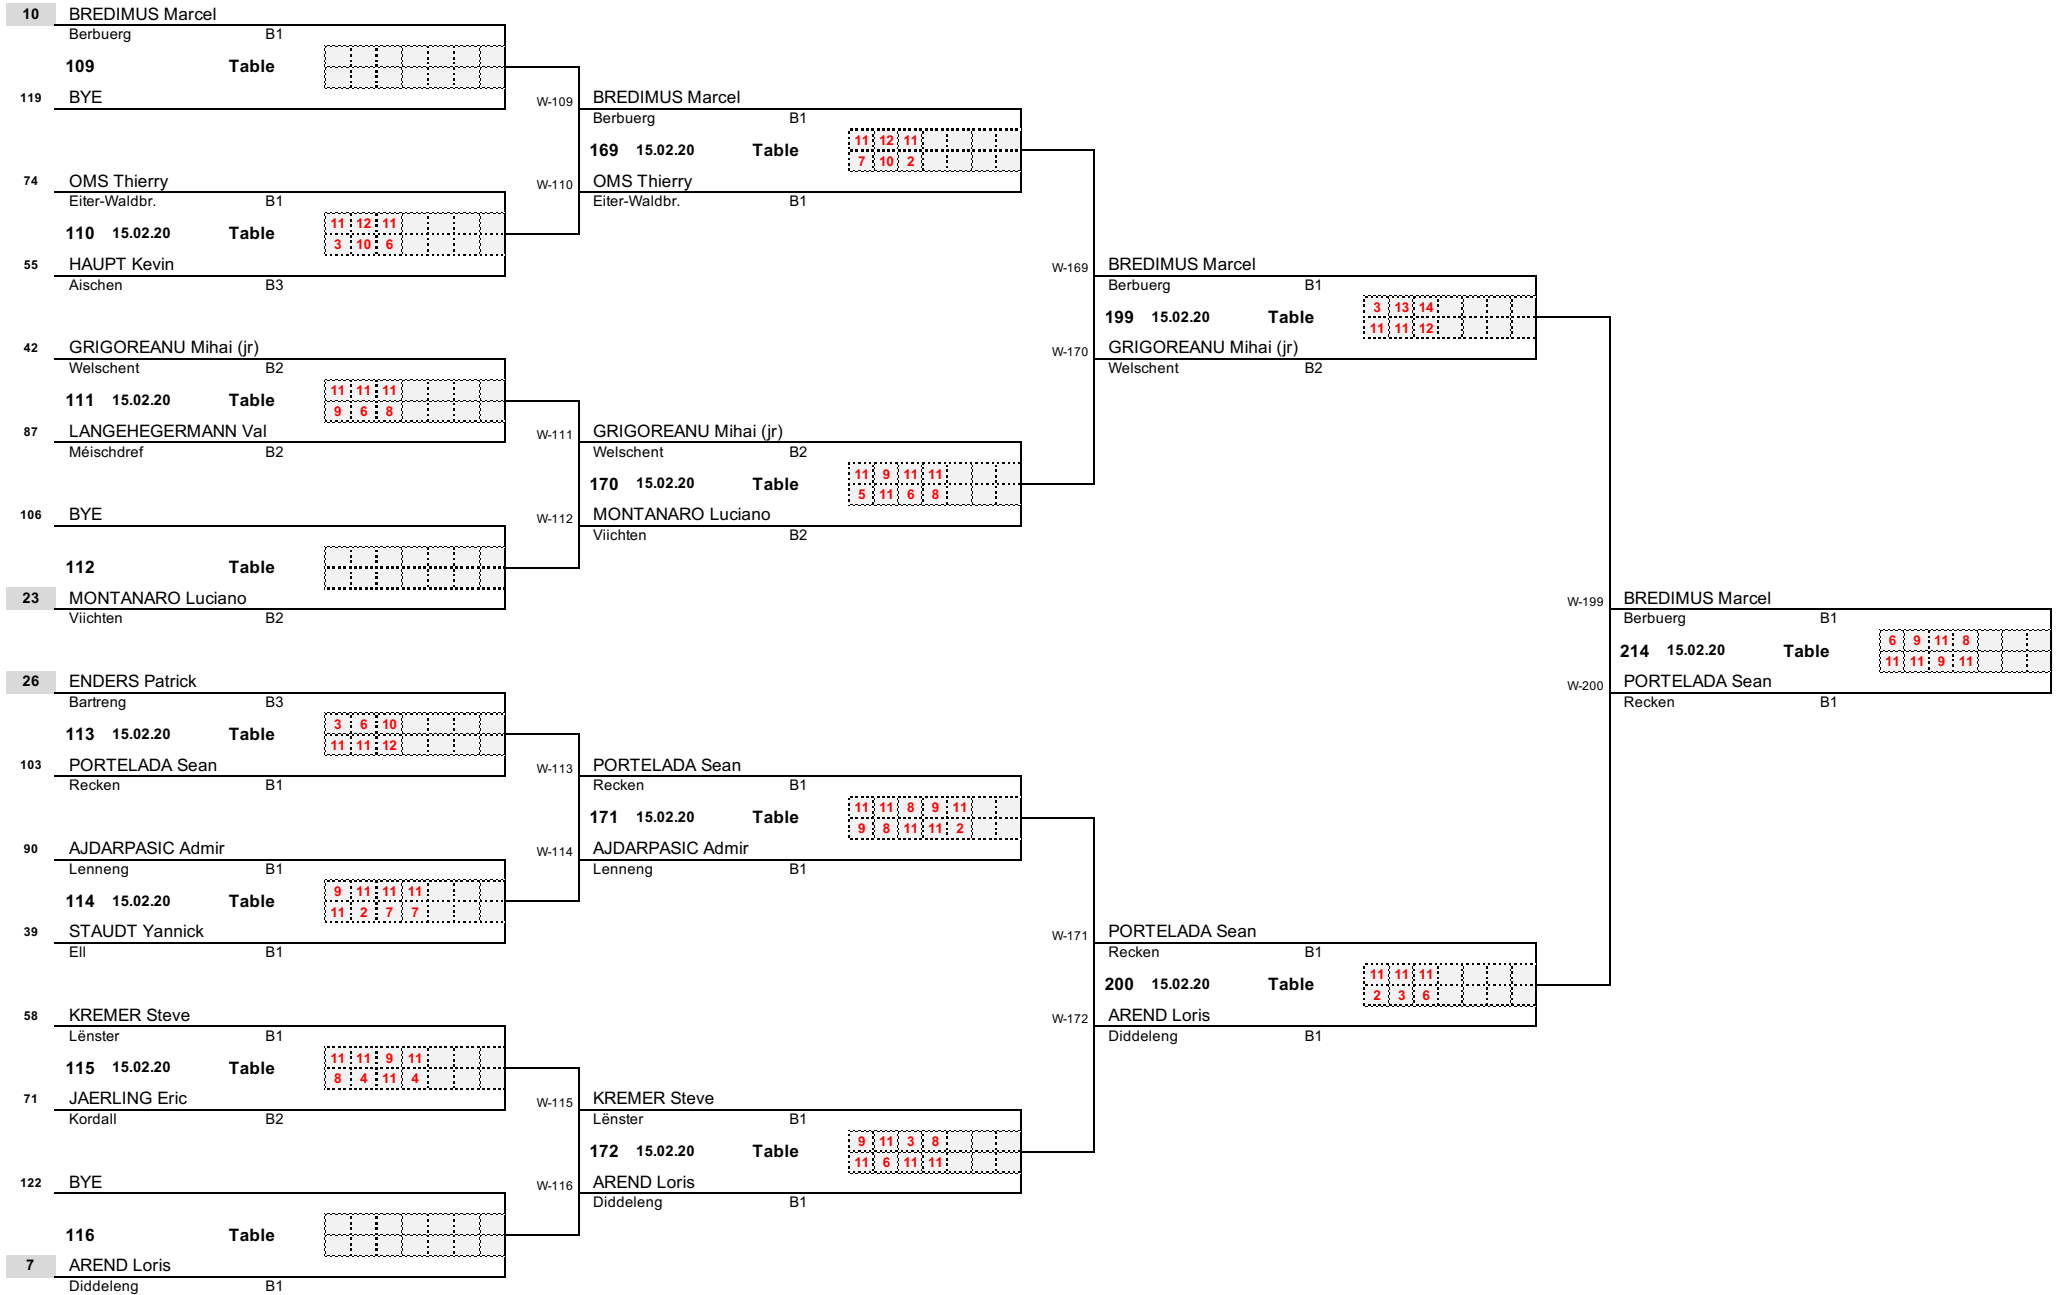 10 BREDIMUS Marcel
Berbuerg B1
109 Table
119 BYE
74 OMS Thierry
Eiter-Waldbr. B1
110 15.02.20 Table
11 12 11
3 10 6
55 HAUPT Kevin
Aischen B3
42 GRIGOREANU Mihai (jr)
Welschent B2
111 15.02.20 Table
11 11 11
9 6 8
87 LANGEHEGERMANN Val
Méischdref B2
106 BYE
112 Table
23 MONTANARO Luciano
Viichten B2
26 ENDERS Patrick
Bartreng B3
113 15.02.20 Table
3 6 10
11 11 12
103 PORTELADA Sean
Recken B1
90 AJDARPASIC Admir
Lenneng B1
114 15.02.20 Table
9 11 11 11
11 2 7 7
39 STAUDT Yannick
Ell B1
58 KREMER Steve
Lënster B1
115 15.02.20 Table
11 11 9 11
8 4 11 4
71 JAERLING Eric
Kordall B2
122 BYE
116 Table
7 AREND Loris
Diddeleng B1
W-109 BREDIMUS Marcel
Berbuerg B1
169 15.02.20 Table
11 12 11
7 10 2
W-110 OMS Thierry
Eiter-Waldbr. B1
W-111 GRIGOREANU Mihai (jr)
Welschent B2
170 15.02.20 Table
11 9 11 11
5 11 6 8
W-112 MONTANARO Luciano
Viichten B2
W-113 PORTELADA Sean
Recken B1
171 15.02.20 Table
11 11 8 9 11
9 8 11 11 2
W-114 AJDARPASIC Admir
Lenneng B1
W-115 KREMER Steve
Lënster B1
172 15.02.20 Table
9 11 3 8
11 6 11 11
W-116 AREND Loris
Diddeleng B1
W-169 BREDIMUS Marcel
Berbuerg B1
199 15.02.20 Table
3 13 14
11 11 12
W-170 GRIGOREANU Mihai (jr)
Welschent B2
W-171 PORTELADA Sean
Recken B1
200 15.02.20 Table
11 11 11
2 3 6
W-172 AREND Loris
Diddeleng B1
W-199 BREDIMUS Marcel
Berbuerg B1
214 15.02.20 Table
6 9 11 8
11 11 9 11
W-200 PORTELADA Sean
Recken B1